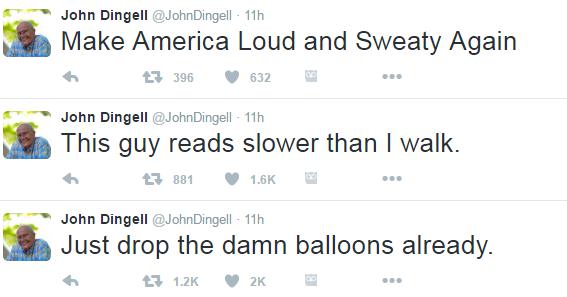 John Dingell @JohnDingell · 11h
Make America Loud and Sweaty Again
396 632
John Dingell @JohnDingell · 11h
This guy reads slower than I walk.
881 1.6K
John Dingell @JohnDingell · 11h
Just drop the damn balloons already.
1.2K 2K